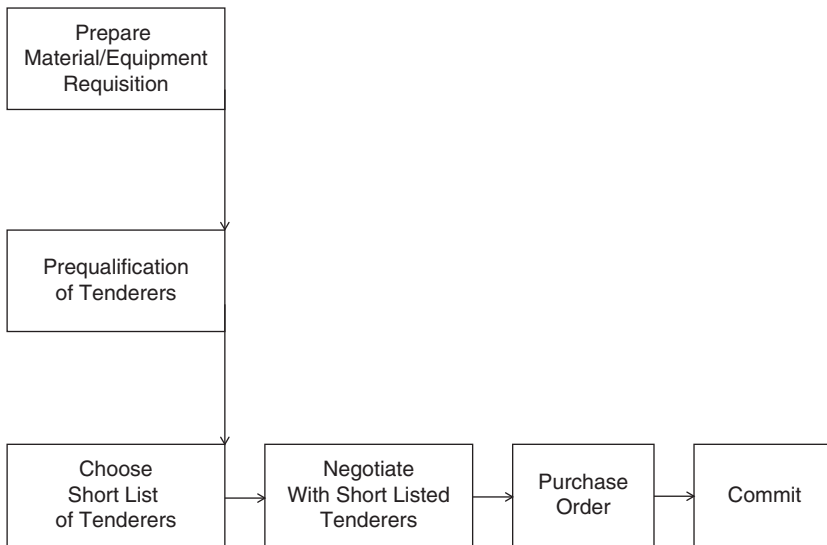 Prepare
Material/Equipment
Requisition
Prequalification
of Tenderers
Choose
Short List
of Tenderers
Negotiate
With Short Listed
Tenderers
Purchase
Order
Commit